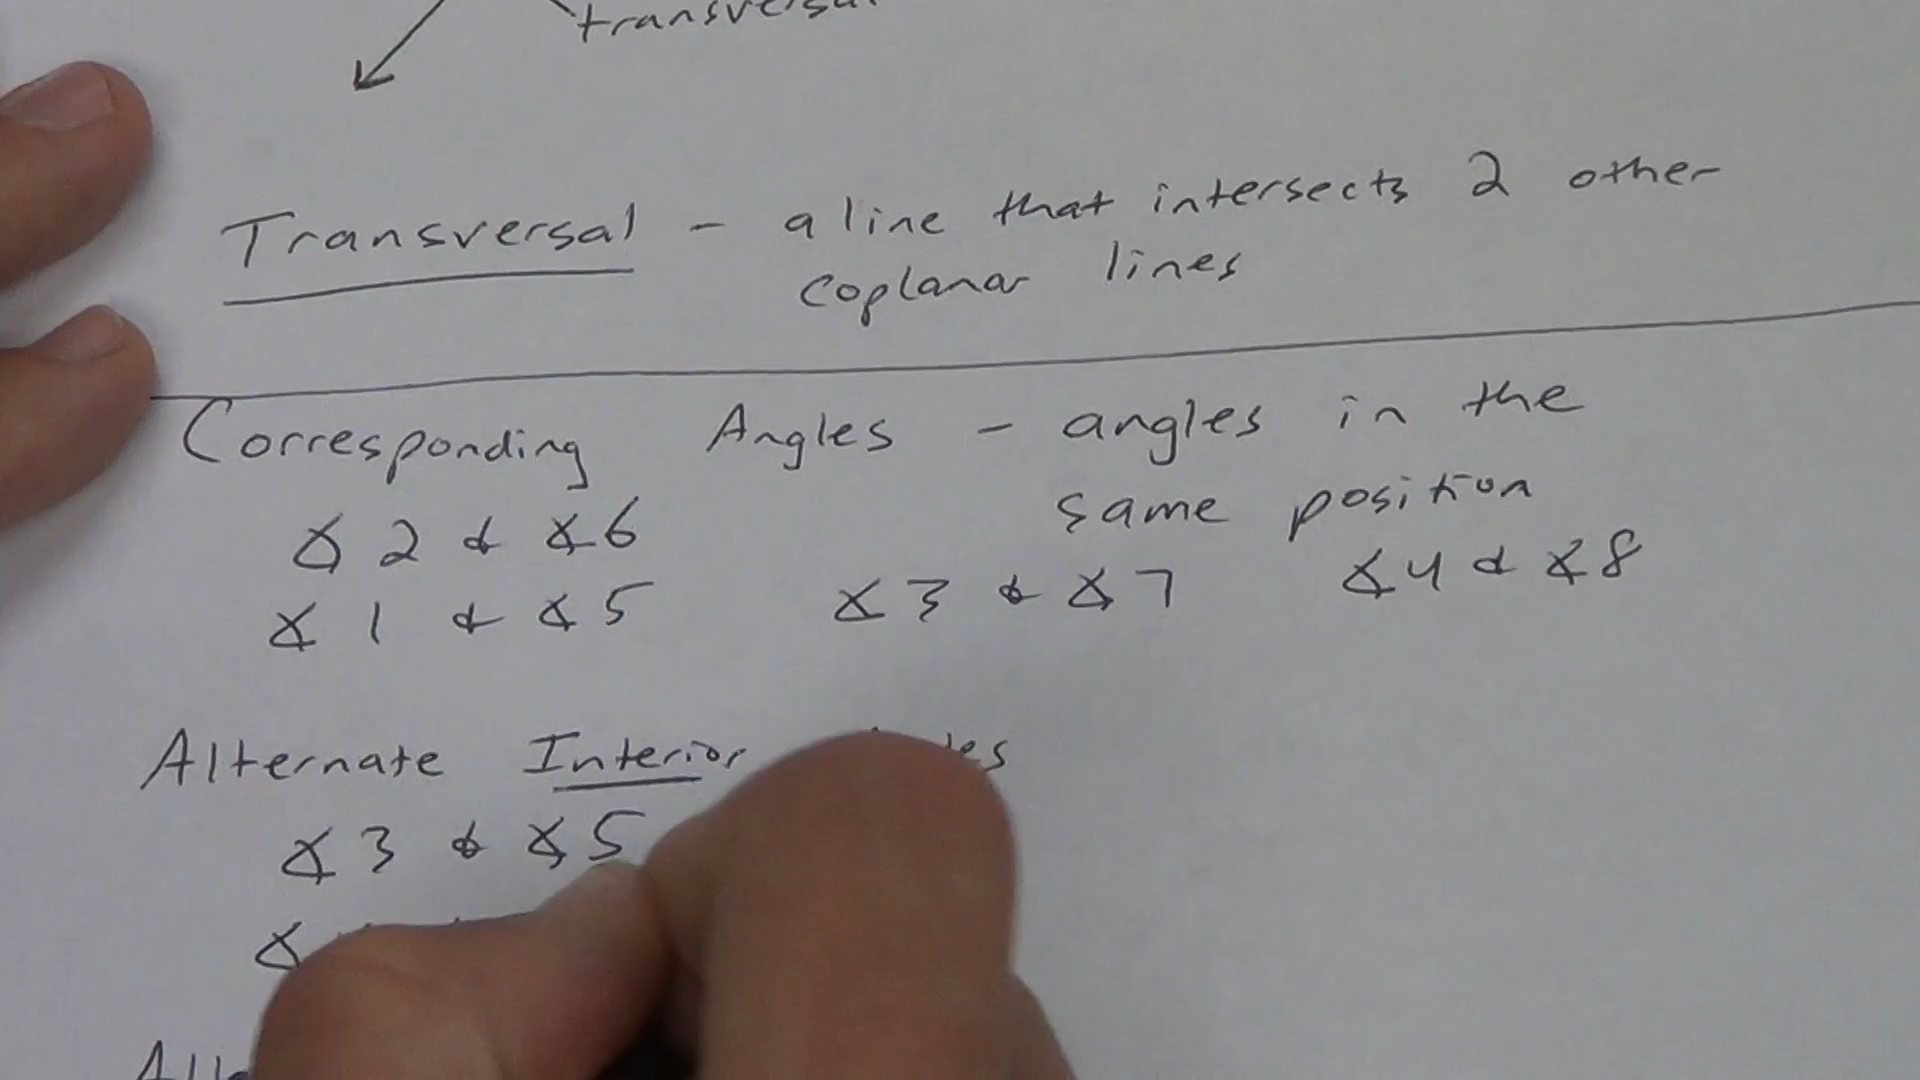 transversal
Transversal - a line that intersects 2 other
coplanar lines
Corresponding Angles - angles in the
same position
∡2 & ∡6
∡1 & ∡5 ∡3 & ∡7 ∡4 & ∡8
Alternate Interior
∡3 & ∡5
∡